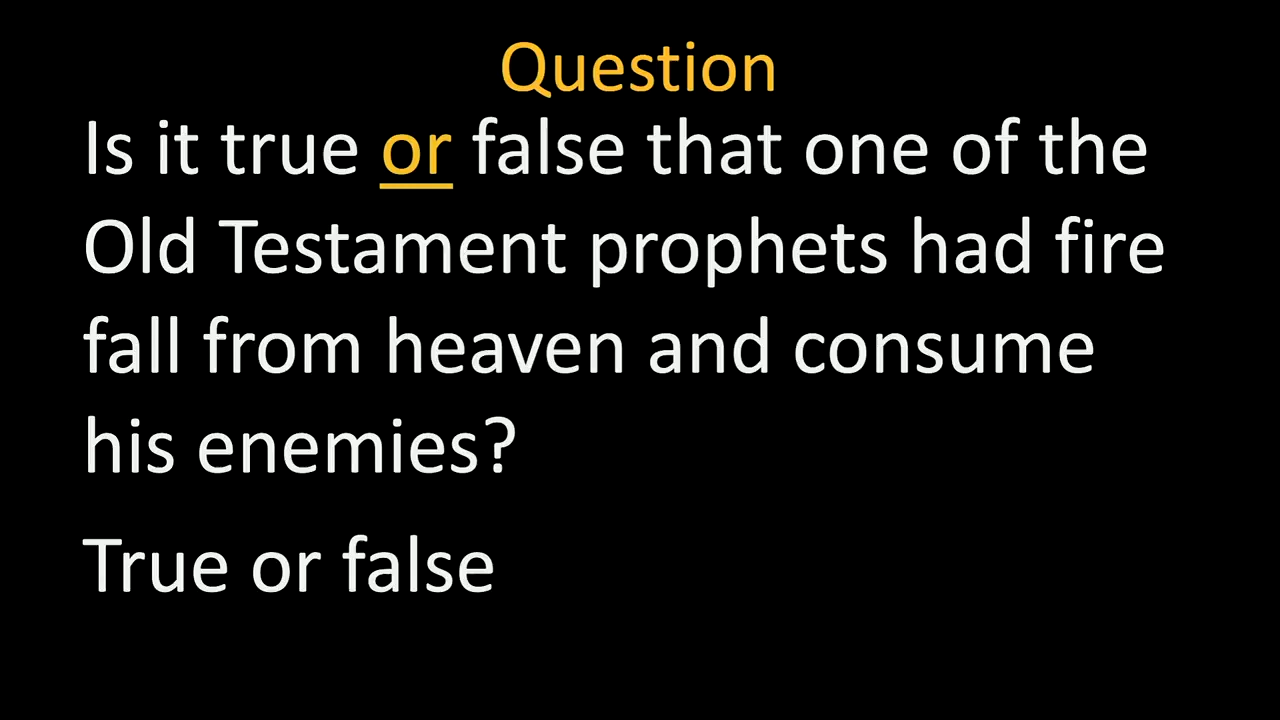 Question
Is it true or false that one of the
Old Testament prophets had fire
fall from heaven and consume
his enemies?
True or false